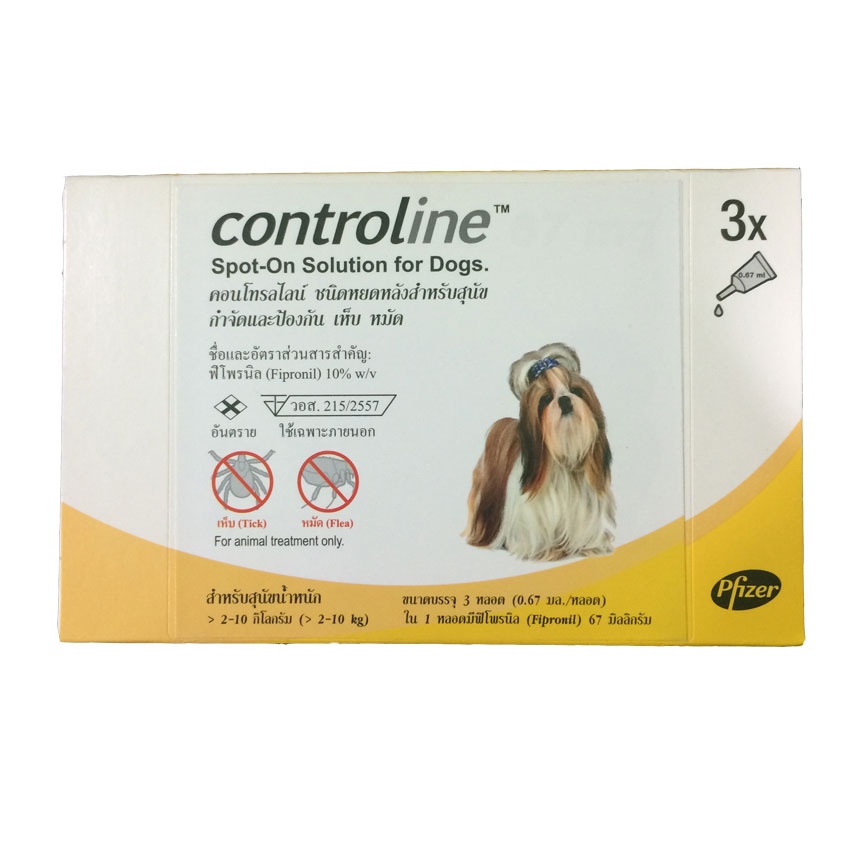 controline™
Spot-On Solution for Dogs.
คอนโทรลไลน์ ชนิดหยดหลังสำหรับสุนัข
กำจัดและป้องกัน เห็บ หมัด
ชื่อและอัตราส่วนสารสำคัญ:
ฟีโพรนิล (Fipronil) 10% w/v
วอส. 215/2557
อันตราย ใช้เฉพาะภายนอก
เห็บ (Tick) หมัด (Flea)
For animal treatment only.
สำหรับสุนัขน้ำหนัก
> 2-10 กิโลกรัม (> 2-10 kg)
ขนาดบรรจุ 3 หลอด (0.67 มล./หลอด)
ใน 1 หลอดมีฟีโพรนิล (Fipronil) 67 มิลลิกรัม
3x
0.67 ml
Pfizer